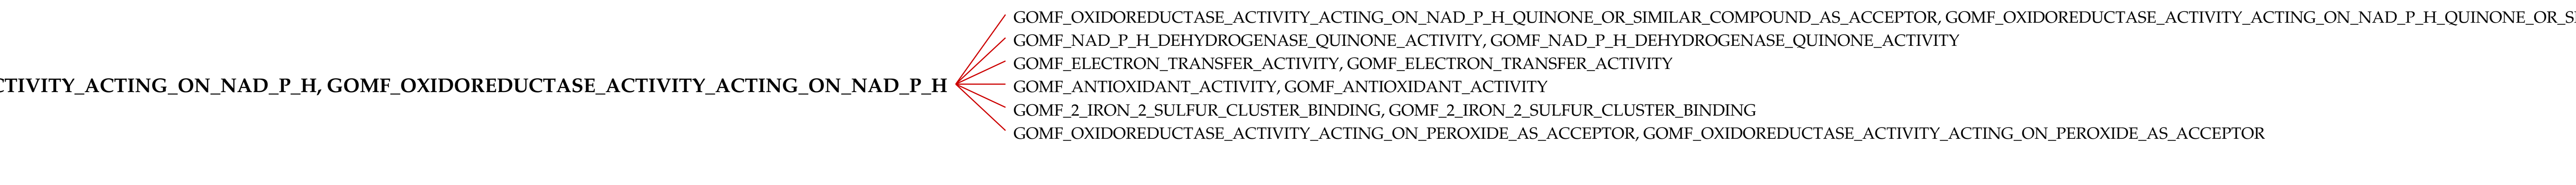 GOMF_OXIDOREDUCTASE_ACTIVITY_ACTING_ON_NAD_P_H_QUINONE_OR_SIMILAR_COMPOUND_AS_ACCEPTOR, GOMF_OXIDOREDUCTASE_ACTIVITY_ACTING_ON_NAD_P_H_QUINONE_OR_S
GOMF_NAD_P_H_DEHYDROGENASE_QUINONE_ACTIVITY, GOMF_NAD_P_H_DEHYDROGENASE_QUINONE_ACTIVITY
GOMF_ELECTRON_TRANSFER_ACTIVITY, GOMF_ELECTRON_TRANSFER_ACTIVITY
CTIVITY_ACTING_ON_NAD_P_H, GOMF_OXIDOREDUCTASE_ACTIVITY_ACTING_ON_NAD_P_H
GOMF_ANTIOXIDANT_ACTIVITY, GOMF_ANTIOXIDANT_ACTIVITY
GOMF_2_IRON_2_SULFUR_CLUSTER_BINDING, GOMF_2_IRON_2_SULFUR_CLUSTER_BINDING
GOMF_OXIDOREDUCTASE_ACTIVITY_ACTING_ON_PEROXIDE_AS_ACCEPTOR, GOMF_OXIDOREDUCTASE_ACTIVITY_ACTING_ON_PEROXIDE_AS_ACCEPTOR